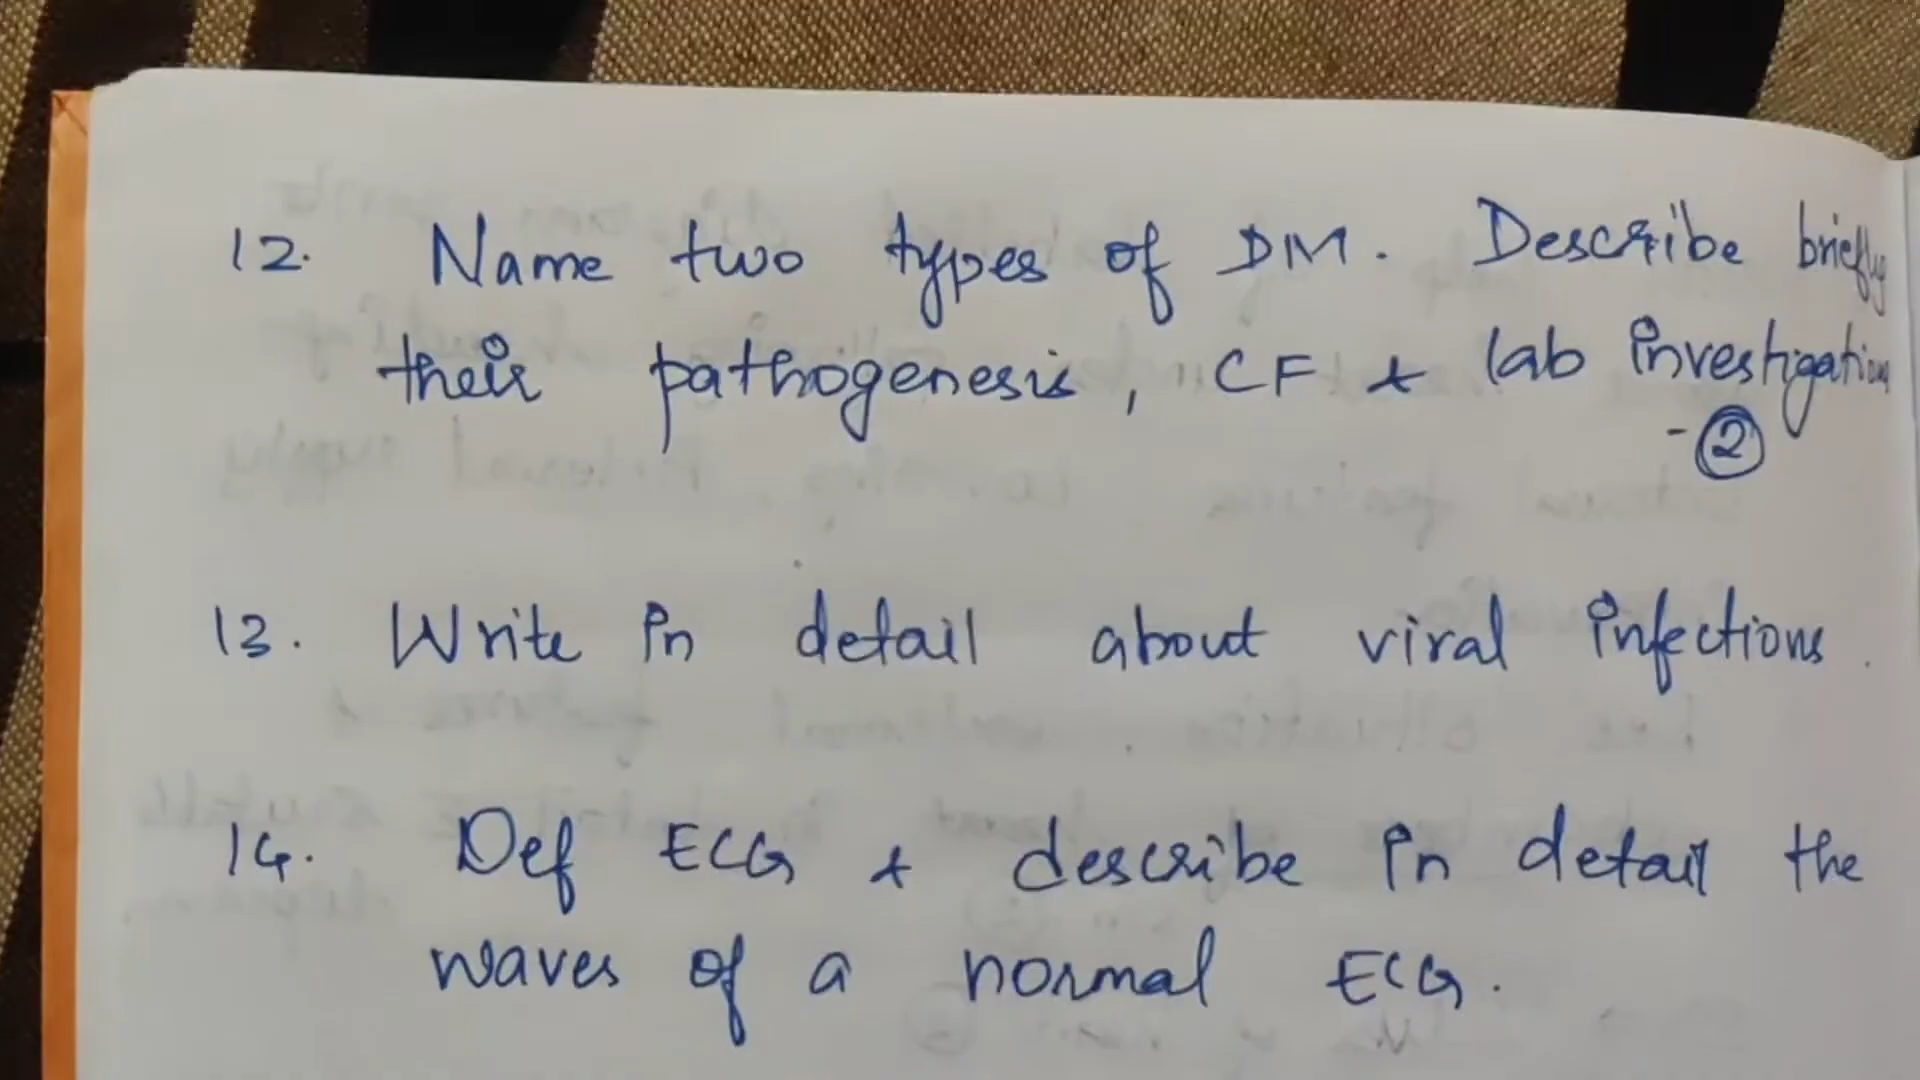 12. Name two types of DM. Describe briefly
their pathogenesis, CF & lab investigation
- 2
13. Write in detail about viral infections.
14. Def ECG & describe in detail the
waves of a normal ECG.